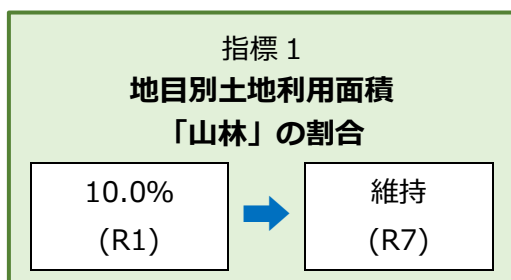 指標 1
地目別土地利用面積
「山林」の割合
10.0%
(R1)
維持
(R7)